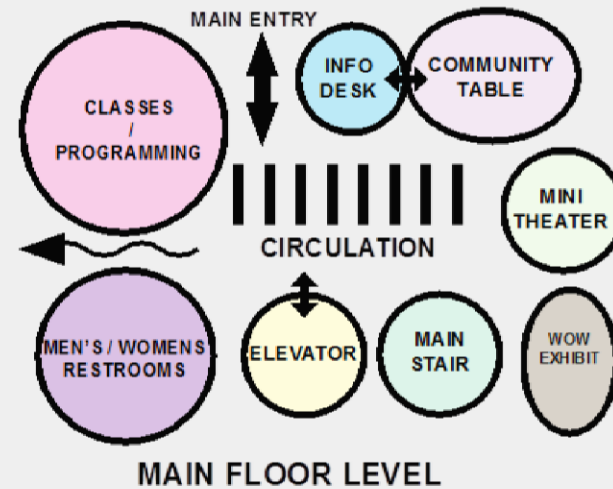 MAIN ENTRY
INFO
DESK
COMMUNITY
TABLE
CLASSES
/
PROGRAMMING
MINI
THEATER
CIRCULATION
MEN'S / WOMENS
RESTROOMS
ELEVATOR
MAIN
STAIR
WOW
EXHIBIT
MAIN FLOOR LEVEL